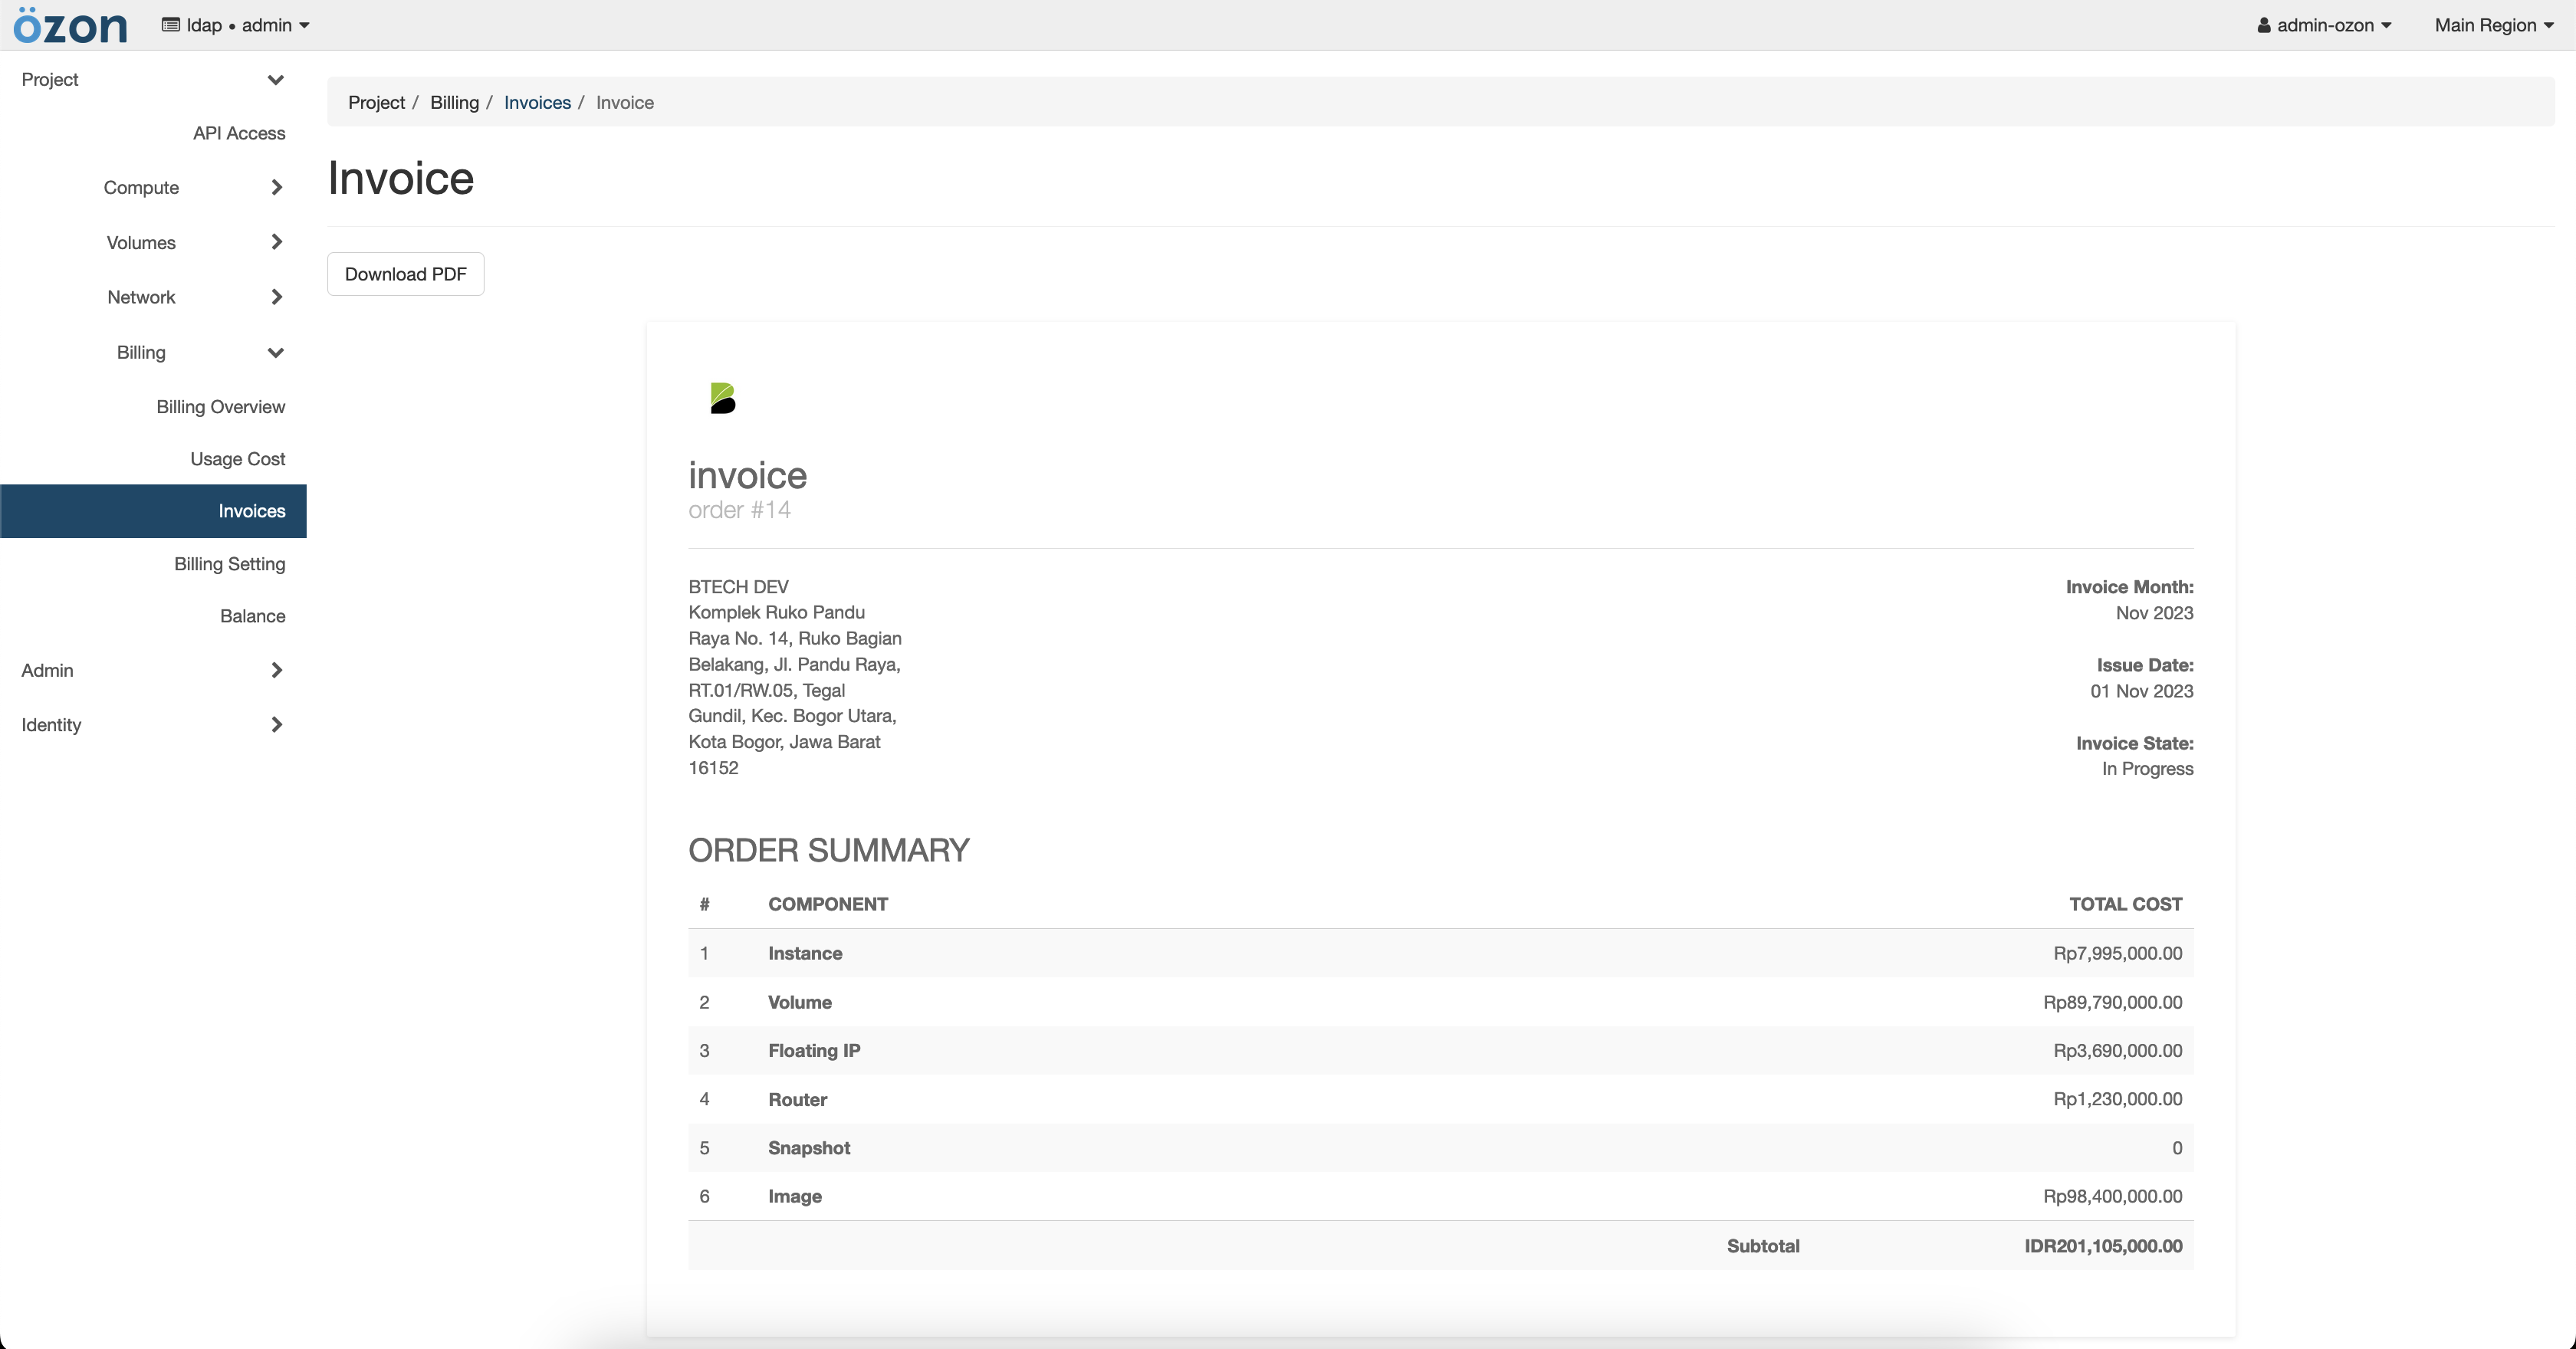 özon
ldap • admin
admin-ozon
Main Region
Project
API Access
Compute
Volumes
Network
Billing
Billing Overview
Usage Cost
Invoices
Billing Setting
Balance
Admin
Identity
Project / Billing / Invoices / Invoice
Invoice
Download PDF
invoice
order #14
BTECH DEV
Komplek Ruko Pandu
Raya No. 14, Ruko Bagian
Belakang, Jl. Pandu Raya,
RT.01/RW.05, Tegal
Gundil, Kec. Bogor Utara,
Kota Bogor, Jawa Barat
16152
Invoice Month:
Nov 2023
Issue Date:
01 Nov 2023
Invoice State:
In Progress
ORDER SUMMARY
# COMPONENT TOTAL COST
1 Instance Rp7,995,000.00
2 Volume Rp89,790,000.00
3 Floating IP Rp3,690,000.00
4 Router Rp1,230,000.00
5 Snapshot 0
6 Image Rp98,400,000.00
Subtotal IDR201,105,000.00